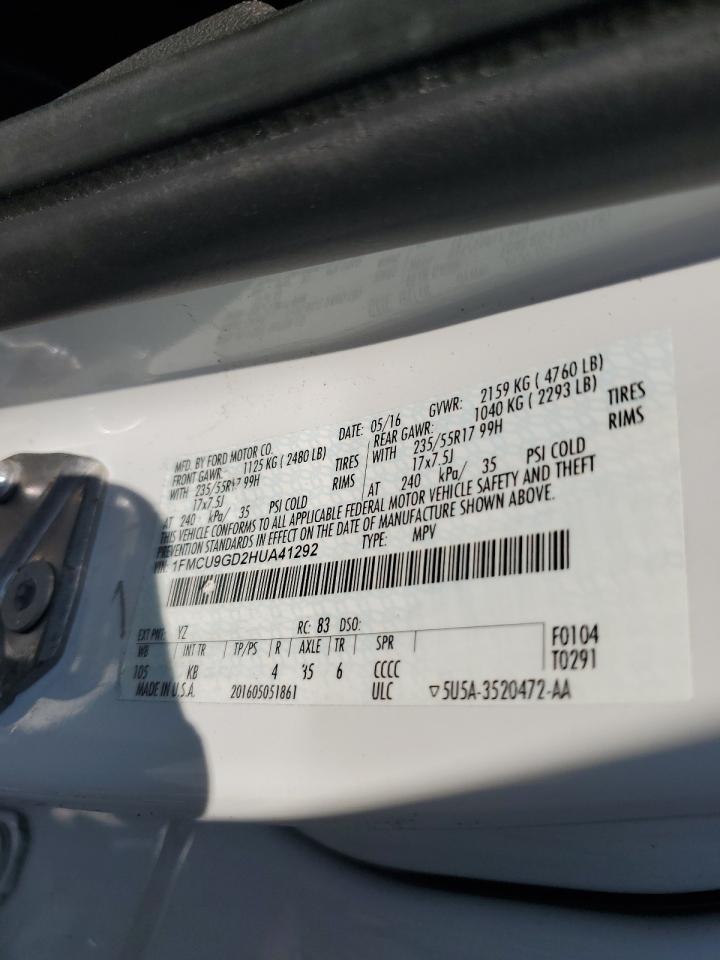 MFD. BY FORD MOTOR CO. DATE: 05/16 GVWR: 2159 KG ( 4760 LB)
FRONT GAWR: 1125 KG ( 2480 LB) REAR GAWR: 1040 KG ( 2293 LB)
WITH 235/55R17 99H TIRES WITH 235/55R17 99H TIRES
17x7.5J RIMS 17x7.5J RIMS
AT 240 kPa/ 35 PSI COLD AT 240 kPa/ 35 PSI COLD
THIS VEHICLE CONFORMS TO ALL APPLICABLE FEDERAL MOTOR VEHICLE SAFETY AND THEFT
PREVENTION STANDARDS IN EFFECT ON THE DATE OF MANUFACTURE SHOWN ABOVE.
VIN: 1FMCU9GD2HUA41292 TYPE: MPV
EXT PNT: YZ RC: 83 DSO:
WB INT TR TP/PS R AXLE TR SPR F0104
105 KB 4 35 6 CCCC T0291
MADE IN U.S.A. 201605051861 ULC ▽5U5A-3520472-AA